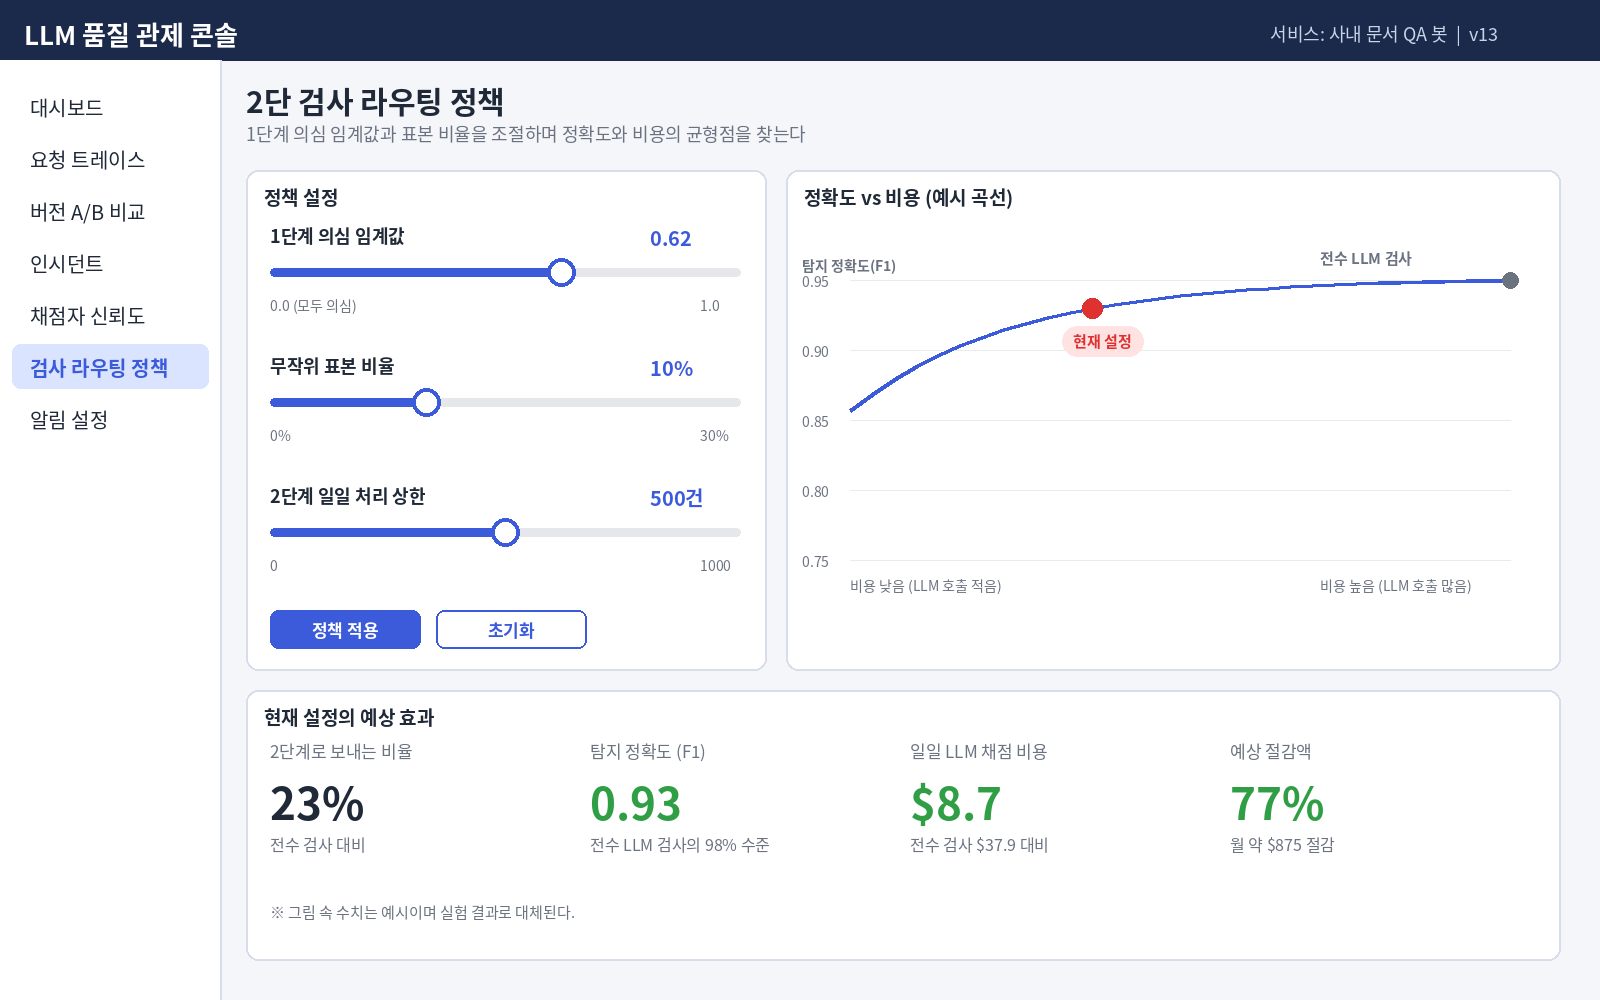 LLM 품질 관제 콘솔
서비스: 사내 문서 QA 봇 | v13
대시보드
요청 트레이스
버전 A/B 비교
인시던트
채점자 신뢰도
검사 라우팅 정책
알림 설정
2단 검사 라우팅 정책
1단계 의심 임계값과 표본 비율을 조절하며 정확도와 비용의 균형점을 찾는다
정책 설정
1단계 의심 임계값 0.62
0.0 (모두 의심) 1.0
무작위 표본 비율 10%
0% 30%
2단계 일일 처리 상한 500건
0 1000
정책 적용 초기화
정확도 vs 비용 (예시 곡선)
탐지 정확도(F1)
전수 LLM 검사
0.95
현재 설정
0.90
0.85
0.80
0.75
비용 낮음 (LLM 호출 적음) 비용 높음 (LLM 호출 많음)
현재 설정의 예상 효과
2단계로 보내는 비율
23%
전수 검사 대비
탐지 정확도 (F1)
0.93
전수 LLM 검사의 98% 수준
일일 LLM 채점 비용
$8.7
전수 검사 $37.9 대비
예상 절감액
77%
월 약 $875 절감
※ 그림 속 수치는 예시이며 실험 결과로 대체된다.